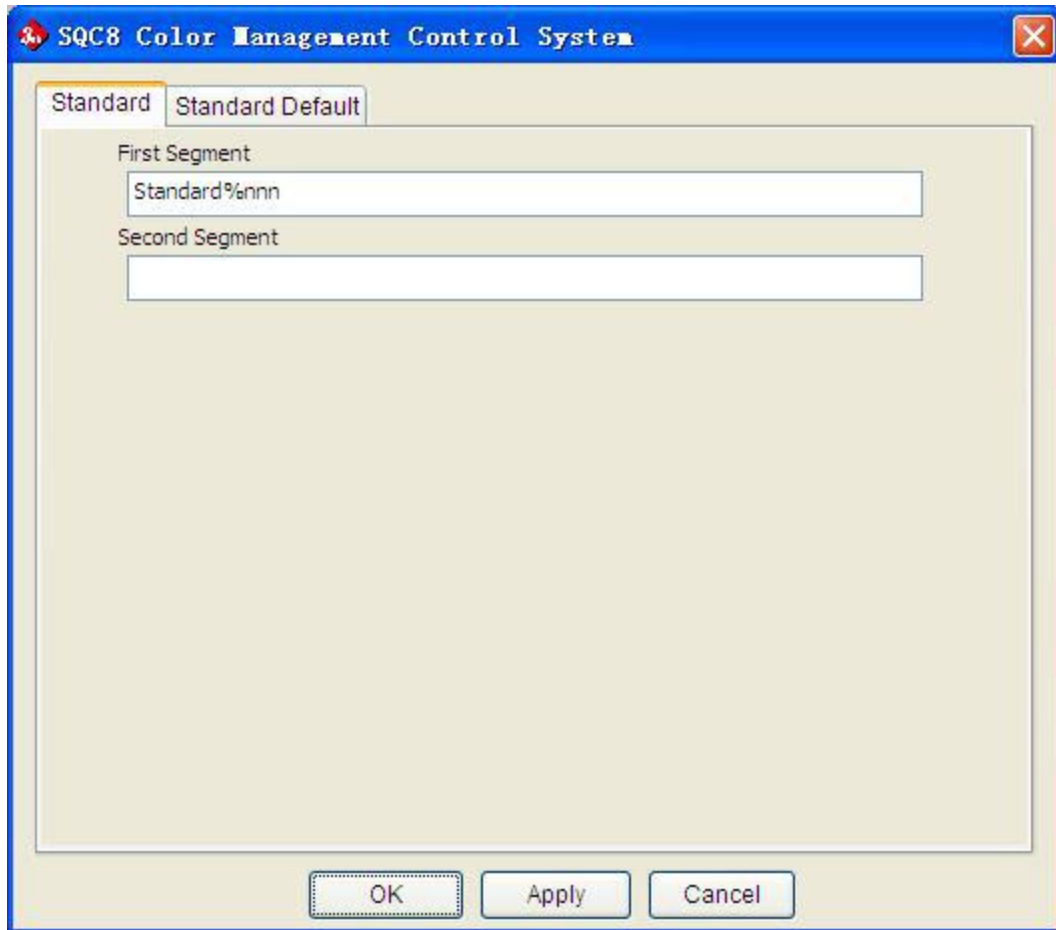 SQC8 Color Management Control System
Standard Standard Default
First Segment
Standard%nnn
Second Segment
OK Apply Cancel